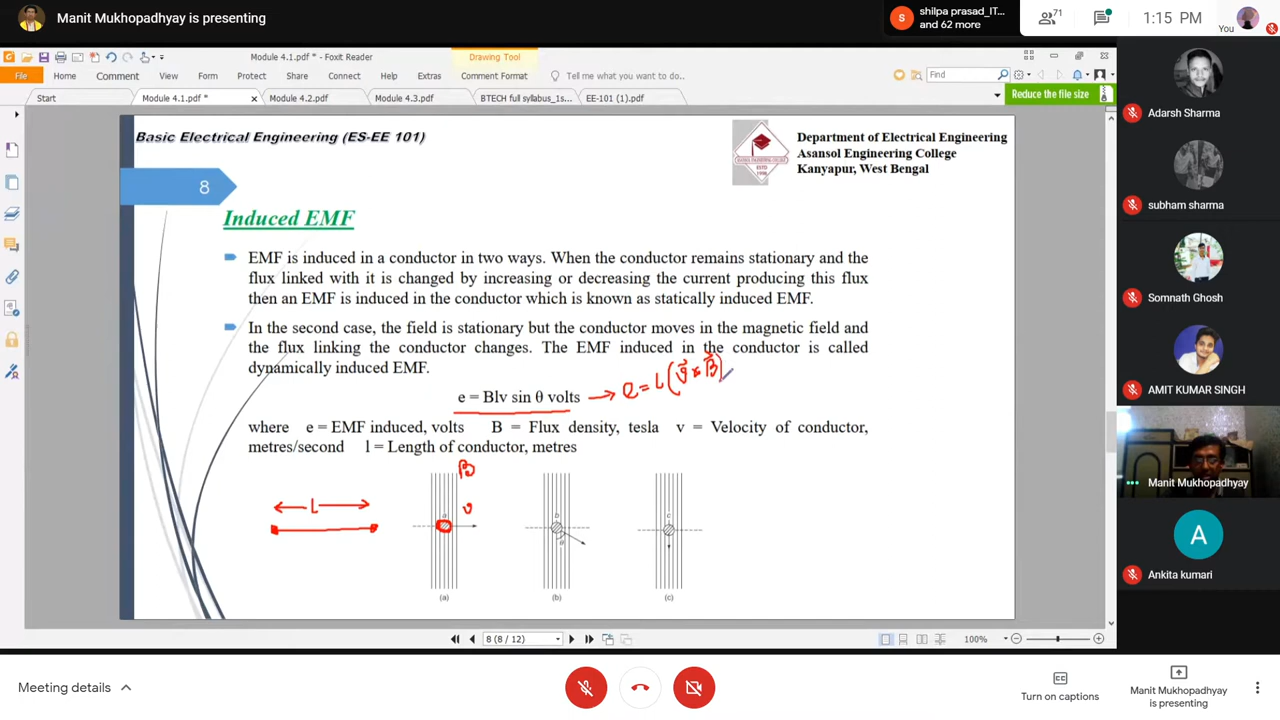 Manit Mukhopadhyay is presenting
shilpa prasad_IT...
and 62 more
1:15 PM
You
S
Module 4.1.pdf * - Foxit Reader
Drawing Tool
File Home Comment View Form Protect Share Connect Help Extras Comment Format Tell me what you want to do... Find
Start Module 4.1.pdf * Module 4.2.pdf Module 4.3.pdf BTECH full syllabus_1s... EE-101 (1).pdf Reduce the file size
Basic Electrical Engineering (ES-EE 101)
Department of Electrical Engineering
Asansol Engineering College
Kanyapur, West Bengal
8
Induced EMF
EMF is induced in a conductor in two ways. When the conductor remains stationary and the
flux linked with it is changed by increasing or decreasing the current producing this flux
then an EMF is induced in the conductor which is known as statically induced EMF.
In the second case, the field is stationary but the conductor moves in the magnetic field and
the flux linking the conductor changes. The EMF induced in the conductor is called
dynamically induced EMF.
e = Blv sin θ volts → e = l(v⃗ × B⃗)
where e = EMF induced, volts B = Flux density, tesla v = Velocity of conductor,
metres/second l = Length of conductor, metres
B
l
v
a b c
θ
(a) (b) (c)
8 (8 / 12)
100%
Adarsh Sharma
subham sharma
Somnath Ghosh
AMIT KUMAR SINGH
Manit Mukhopadhyay
A
Ankita kumari
Meeting details
Turn on captions
Manit Mukhopadhyay
is presenting